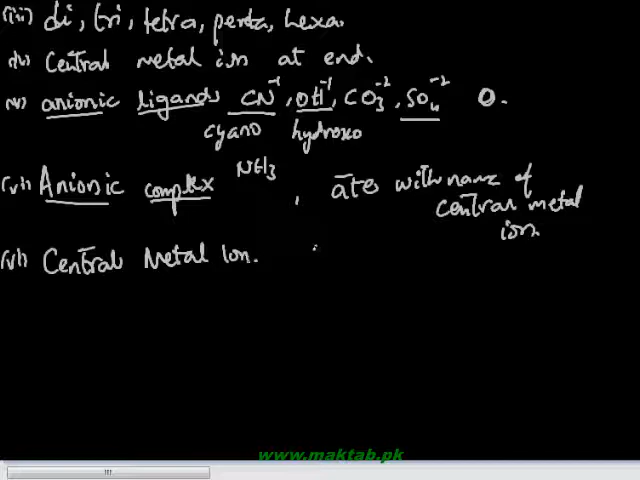 (iii) di, tri, tetra, penta, hexa.
(iv) Central metal ion at end.
(v) anionic ligands CN⁻¹, OH⁻¹, CO₃⁻², SO₄⁻² O.
cyano hydroxo
NH3
(vi) Anionic complex , ate with name of
central metal
ion.
(vi) Central Metal Ion.
www.maktab.pk